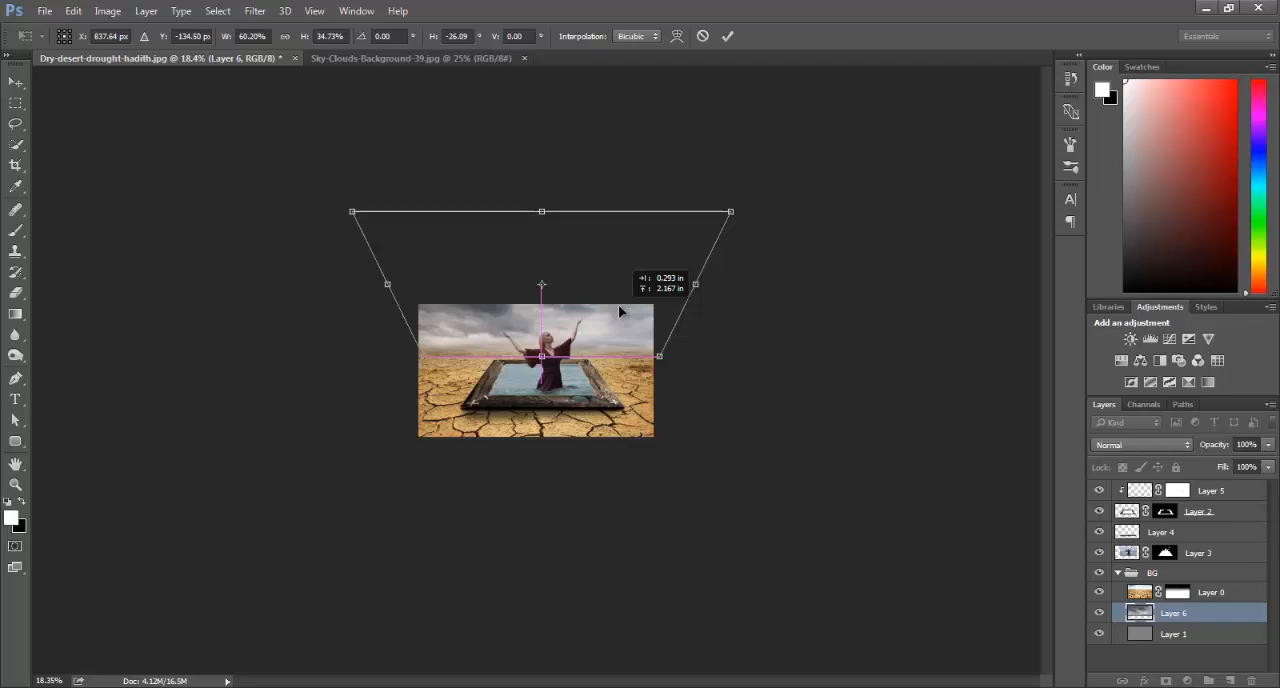 Ps File Edit Image Layer Type Select Filter 3D View Window Help
X: 837.64 px Y: -134.50 px W: 60.20% H: 34.73% 0.00 ° H: -26.09 ° V: 0.00 ° Interpolation: Bicubic Essentials
Dry-desert-drought-hadith.jpg @ 18.4% (Layer 6, RGB/8) * × Sky-Clouds-Background-39.jpg @ 25% (RGB/8#) ×
Color Swatches
: 0.293 in
: 2.167 in
Libraries Adjustments Styles
Add an adjustment
Layers Channels Paths
Kind
Normal Opacity: 100%
Lock: Fill: 100%
Layer 5
Layer 2
Layer 4
Layer 3
BG
Layer 0
Layer 6
Layer 1
18.35% Doc: 4.12M/16.5M